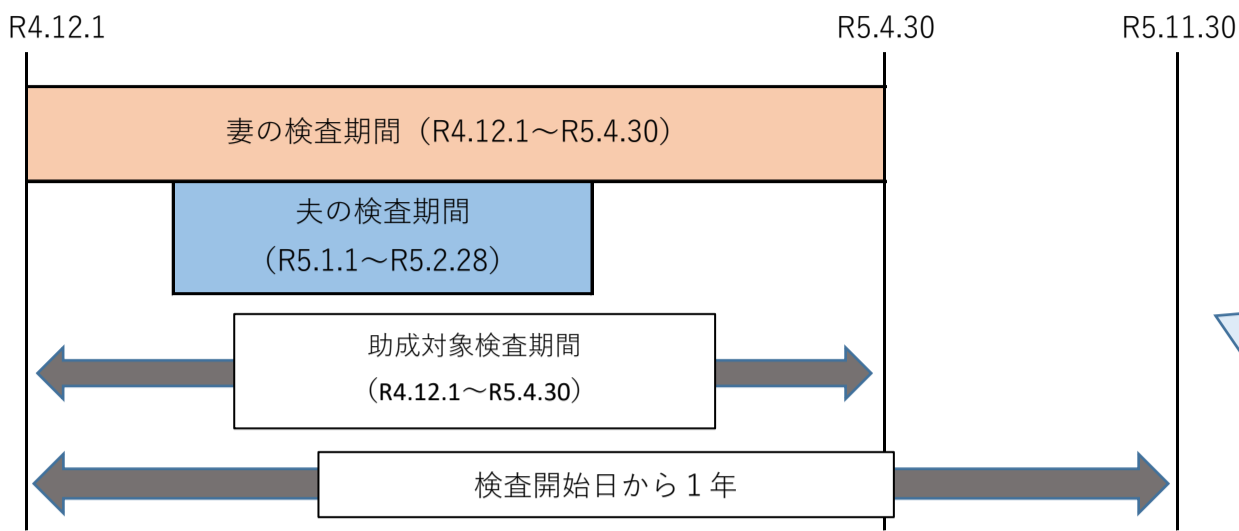 R4.12.1
R5.4.30
R5.11.30
妻の検査期間（R4.12.1～R5.4.30）
夫の検査期間
（R5.1.1～R5.2.28）
助成対象検査期間
（R4.12.1～R5.4.30）
検査開始日から１年